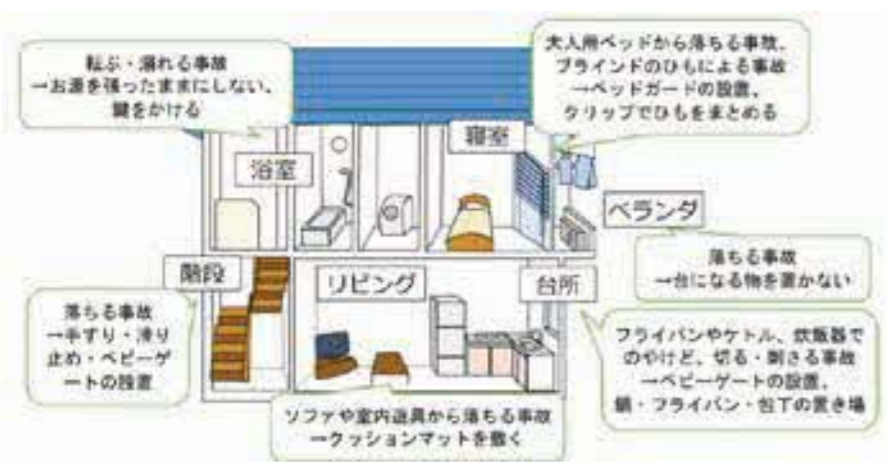 転ぶ・溺れる事故
→お湯を張ったままにしない、
鍵をかける
大人用ベッドから落ちる事故、
ブラインドのひもによる事故
→ベッドガードの設置、
クリップでひもをまとめる
浴室
寝室
ベランダ
落ちる事故
→台になる物を置かない
階段
リビング
台所
落ちる事故
→手すり・滑り
止め・ベビーゲ
ートの設置
フライパンやケトル、炊飯器で
のやけど、切る・刺さる事故
→ベビーゲートの設置、
鍋・フライパン・包丁の置き場
ソファや室内遊具から落ちる事故
→クッションマットを敷く